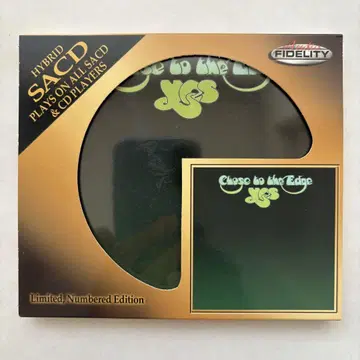 HYBRID
SACD
PLAYS ON ALL SACD
& CD PLAYERS
FIDELITY
Close to the Edge
YES
Close to the Edge
YES
Limited, Numbered Edition